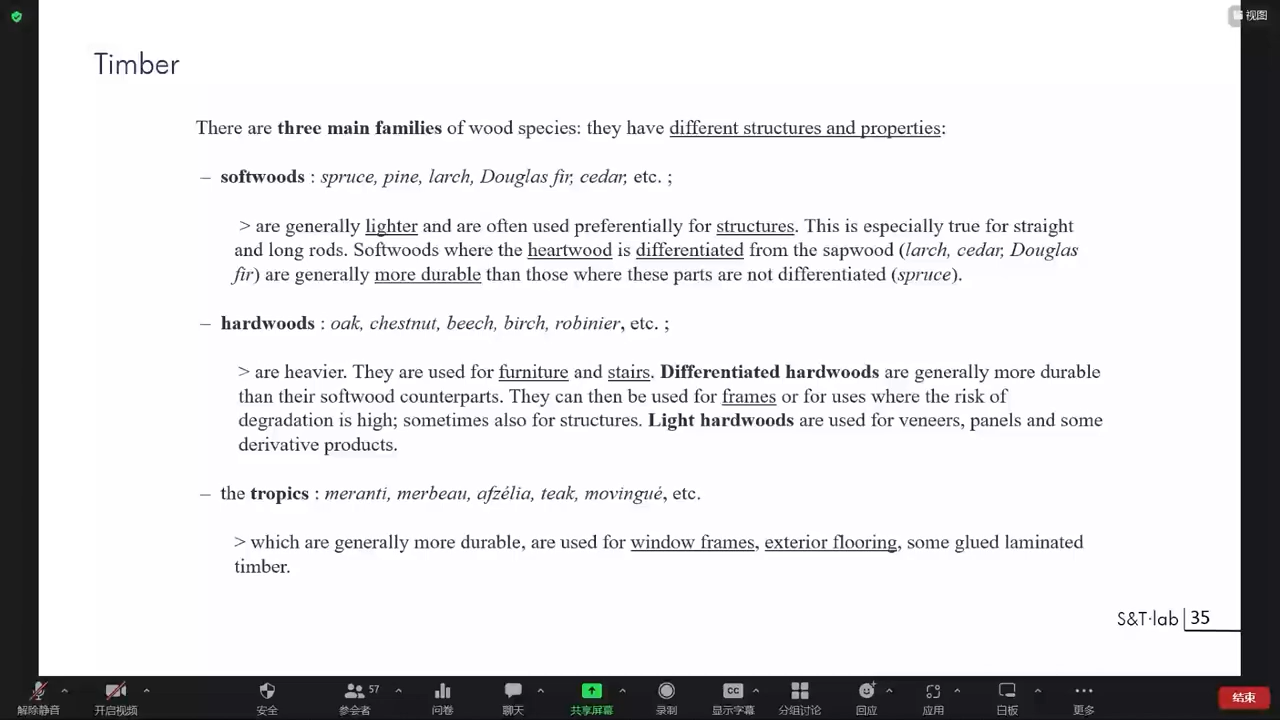 视图
Timber
There are three main families of wood species: they have different structures and properties:
– softwoods : spruce, pine, larch, Douglas fir, cedar, etc. ;
> are generally lighter and are often used preferentially for structures. This is especially true for straight
and long rods. Softwoods where the heartwood is differentiated from the sapwood (larch, cedar, Douglas
fir) are generally more durable than those where these parts are not differentiated (spruce).
– hardwoods : oak, chestnut, beech, birch, robinier, etc. ;
> are heavier. They are used for furniture and stairs. Differentiated hardwoods are generally more durable
than their softwood counterparts. They can then be used for frames or for uses where the risk of
degradation is high; sometimes also for structures. Light hardwoods are used for veneers, panels and some
derivative products.
– the tropics : meranti, merbeau, afzélia, teak, movingué, etc.
> which are generally more durable, are used for window frames, exterior flooring, some glued laminated
timber.
S&T·lab 35
57
CC
解除静音 开启视频 安全 参会者 问卷 聊天 共享屏幕 录制 显示字幕 分组讨论 回应 应用 白板 更多 结束